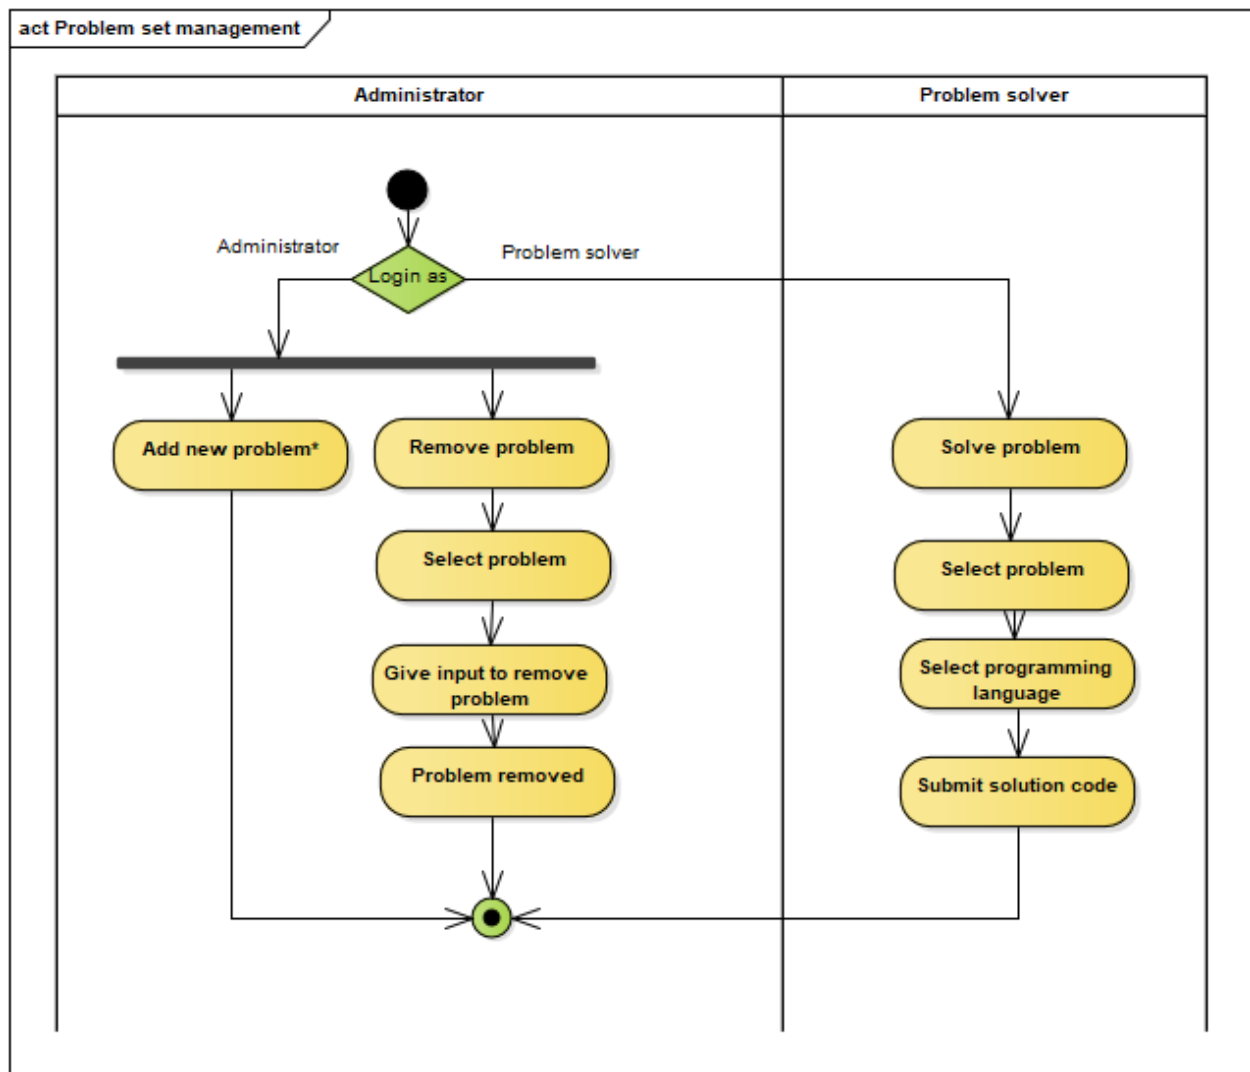 act Problem set management
Administrator
Problem solver
Administrator
Problem solver
Login as
Add new problem*
Remove problem
Solve problem
Select problem
Select problem
Give input to remove
problem
Select programming
language
Problem removed
Submit solution code